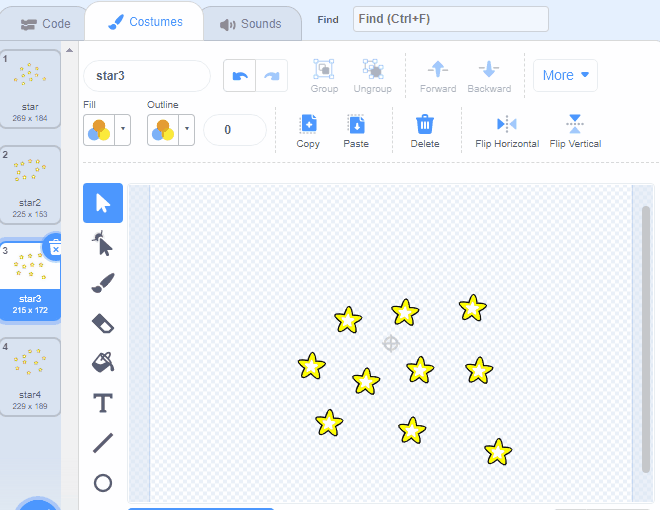 Code Costumes Sounds Find Find (Ctrl+F)
star3 Group Ungroup Forward Backward More
Fill Outline
0 Copy Paste Delete Flip Horizontal Flip Vertical
1
star
269 x 184
2
star2
225 x 153
3
star3
215 x 172
4
star4
229 x 189
T